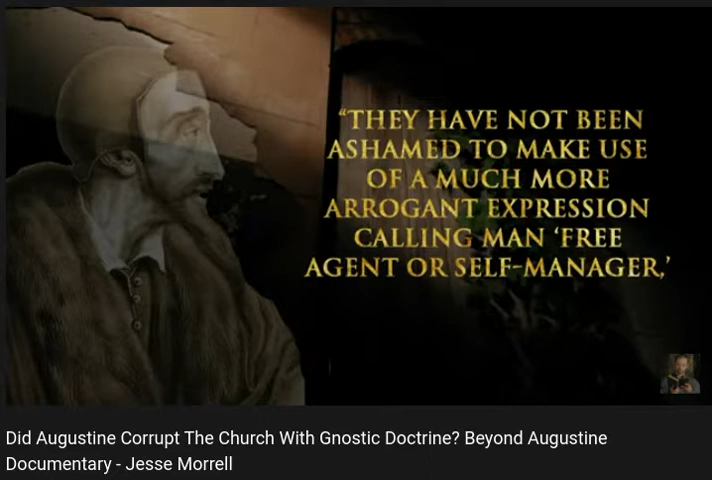 “THEY HAVE NOT BEEN
ASHAMED TO MAKE USE
OF A MUCH MORE
ARROGANT EXPRESSION
CALLING MAN ‘FREE
AGENT OR SELF-MANAGER,’
Did Augustine Corrupt The Church With Gnostic Doctrine? Beyond Augustine
Documentary - Jesse Morrell